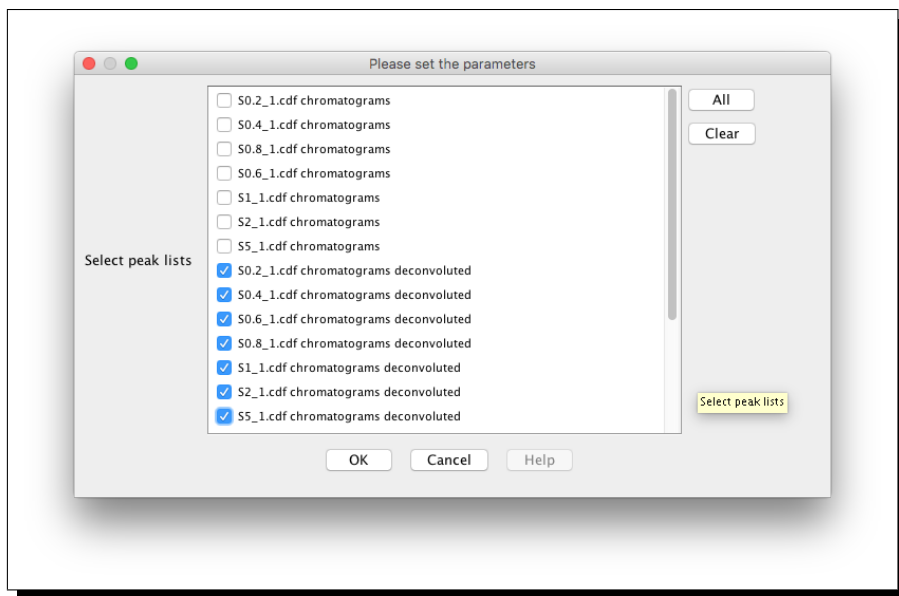 Please set the parameters
S0.2_1.cdf chromatograms
All
S0.4_1.cdf chromatograms
Clear
S0.8_1.cdf chromatograms
S0.6_1.cdf chromatograms
S1_1.cdf chromatograms
S2_1.cdf chromatograms
S5_1.cdf chromatograms
Select peak lists
S0.2_1.cdf chromatograms deconvoluted
S0.4_1.cdf chromatograms deconvoluted
S0.6_1.cdf chromatograms deconvoluted
S0.8_1.cdf chromatograms deconvoluted
S1_1.cdf chromatograms deconvoluted
S2_1.cdf chromatograms deconvoluted
Select peak lists
S5_1.cdf chromatograms deconvoluted
OK
Cancel
Help